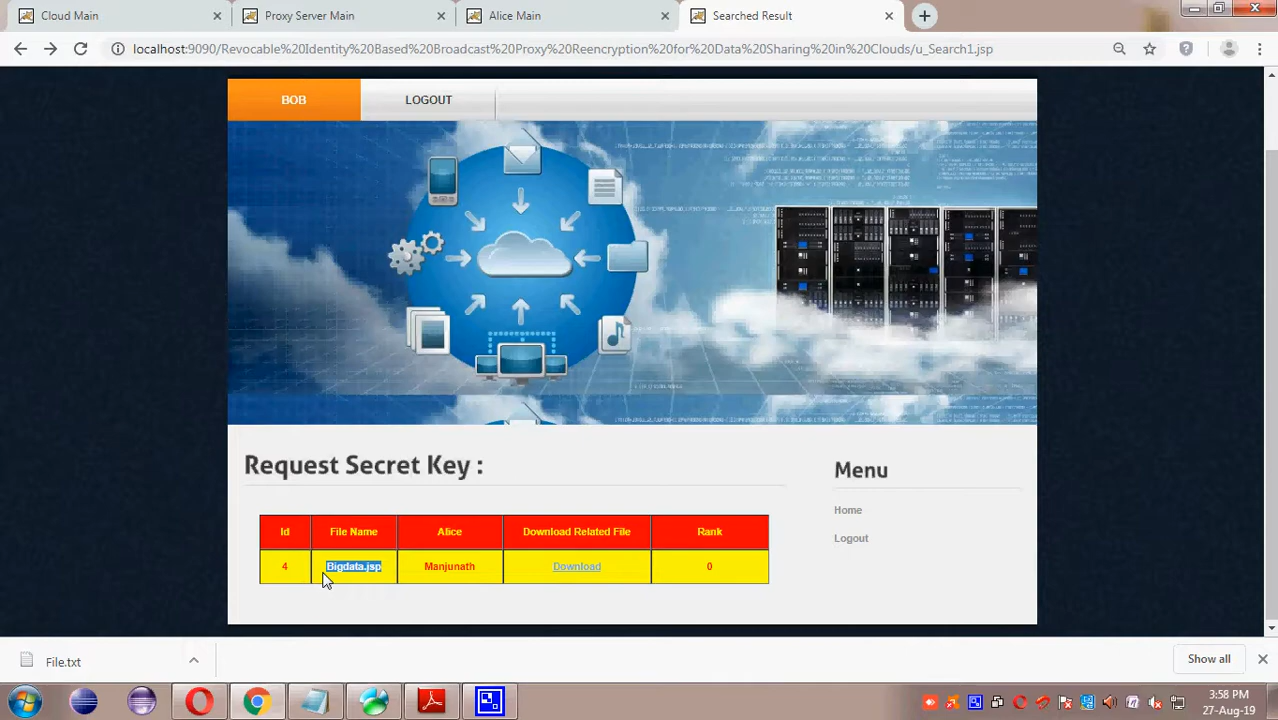 Cloud Main
Proxy Server Main
Alice Main
Searched Result
localhost:9090/Revocable%20Identity%20Based%20Broadcast%20Proxy%20Reencryption%20for%20Data%20Sharing%20in%20Clouds/u_Search1.jsp
BOB
LOGOUT
Request Secret Key :
Menu
Home
Logout
Id File Name Alice Download Related File Rank
4 Bigdata.jsp Manjunath Download 0
File.txt
Show all
3:58 PM
27-Aug-19